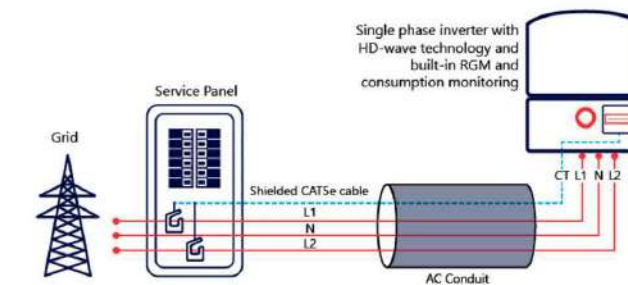 Single phase inverter with
HD-wave technology and
built-in RGM and
consumption monitoring
Service Panel
Grid
CT L1 N L2
Shielded CAT5e cable
L1
N
L2
AC Conduit